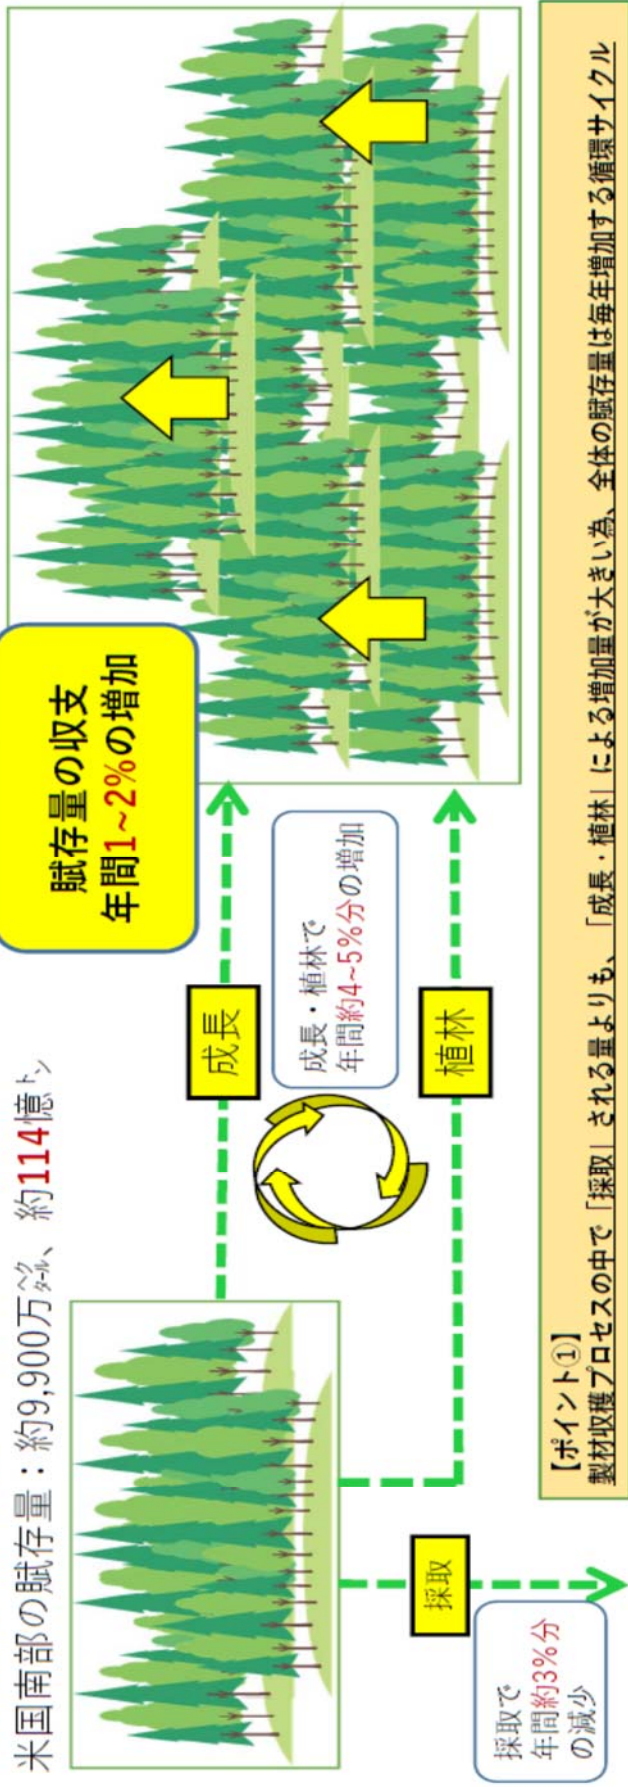 米国南部の賦存量：約9,900万ヘクタール、 約114憶トン
賦存量の収支
年間1~2%の増加
成長
成長・植林で
年間約4~5%分の増加
植林
採取
採取で
年間約3%分
の減少
【ポイント①】
製材収穫プロセスの中で「採取」される量よりも、「成長・植林」による増加量が大きい為、全体の賦存量は毎年増加する循環サイクル